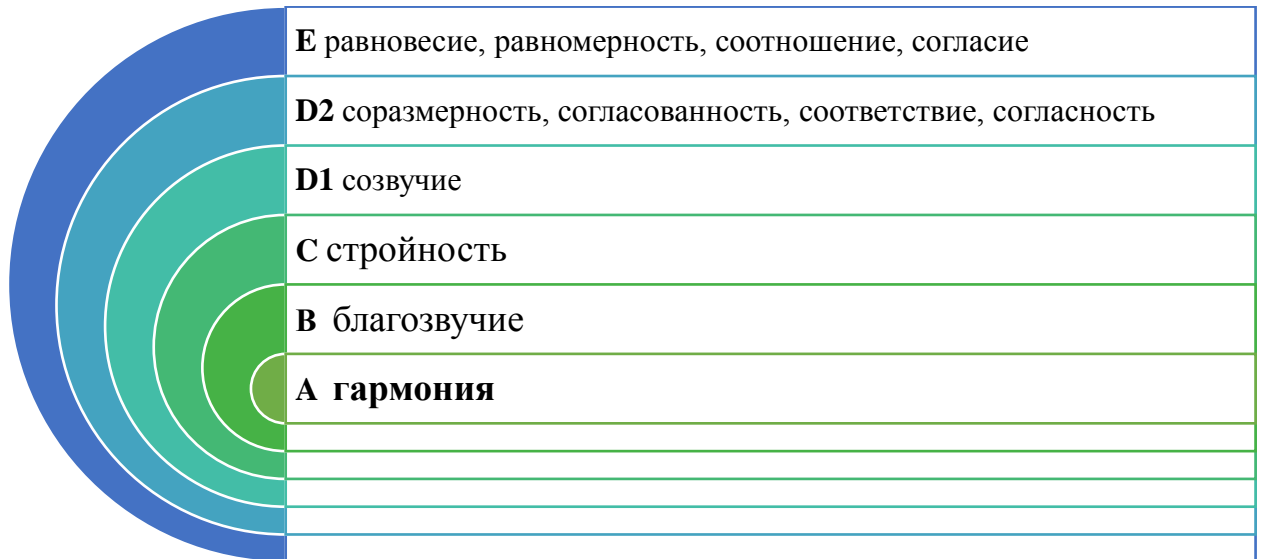 E равновесие, равномерность, соотношение, согласие
D2 соразмерность, согласованность, соответствие, согласность
D1 созвучие
C стройность
B благозвучие
A гармония